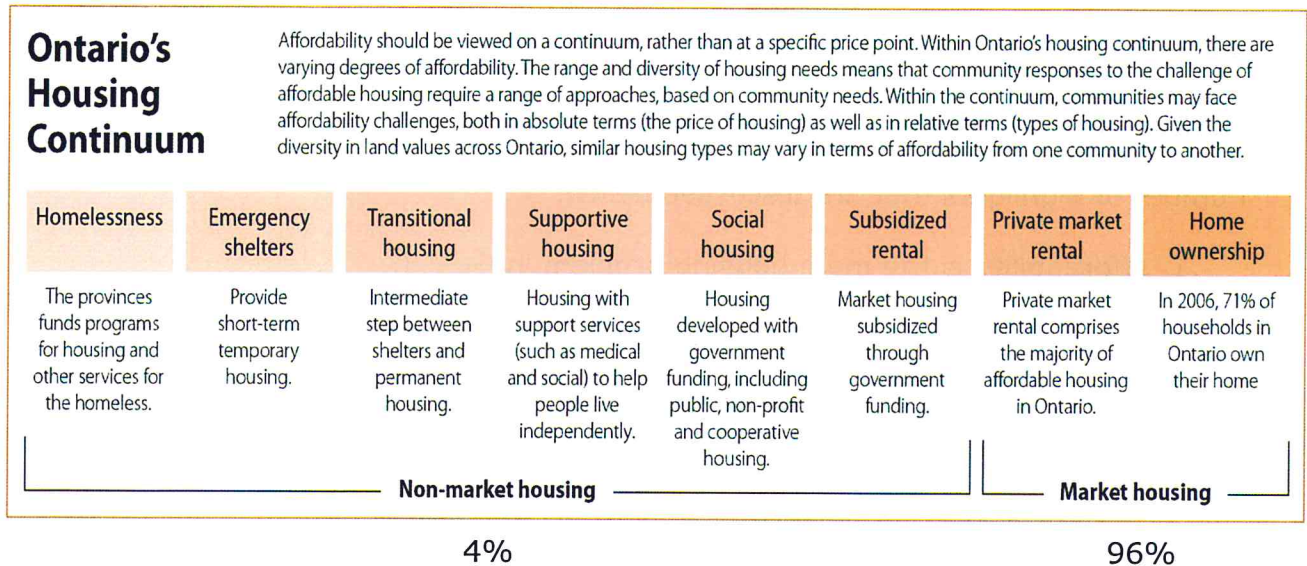 Ontario's
Housing
Continuum
Affordability should be viewed on a continuum, rather than at a specific price point. Within Ontario's housing continuum, there are
varying degrees of affordability. The range and diversity of housing needs means that community responses to the challenge of
affordable housing require a range of approaches, based on community needs. Within the continuum, communities may face
affordability challenges, both in absolute terms (the price of housing) as well as in relative terms (types of housing). Given the
diversity in land values across Ontario, similar housing types may vary in terms of affordability from one community to another.
Homelessness
The provinces
funds programs
for housing and
other services for
the homeless.
Emergency
shelters
Provide
short-term
temporary
housing.
Transitional
housing
Intermediate
step between
shelters and
permanent
housing.
Supportive
housing
Housing with
support services
(such as medical
and social) to help
people live
independently.
Social
housing
Housing
developed with
government
funding, including
public, non-profit
and cooperative
housing.
Subsidized
rental
Market housing
subsidized
through
government
funding.
Private market
rental
Private market
rental comprises
the majority of
affordable housing
in Ontario.
Home
ownership
In 2006, 71% of
households in
Ontario own
their home
Non-market housing
Market housing
4%
96%